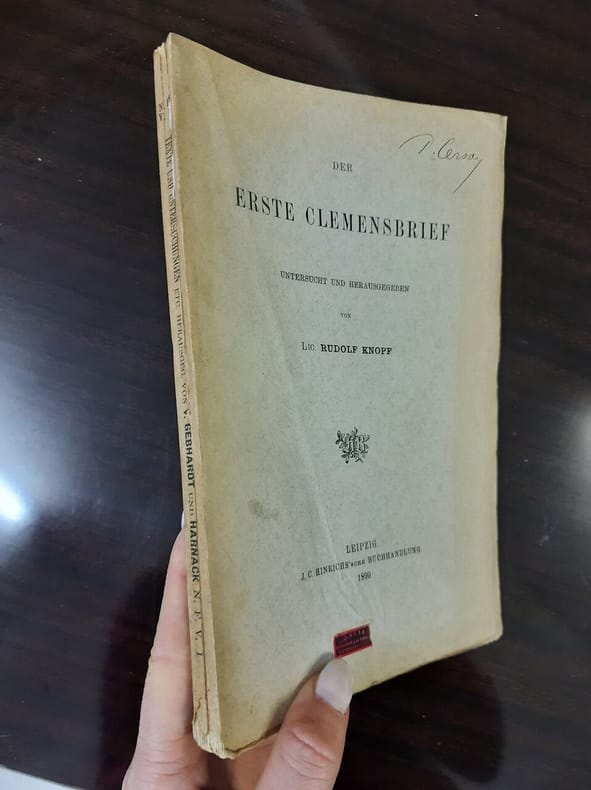 DER
ERSTE CLEMENSBRIEF
UNTERSUCHT UND HERAUSGEGEBEN
VON
LIC. RUDOLF KNOPF
LEIPZIG
J. C. HINRICHS'SCHE BUCHHANDLUNG
1899
TEXTE UND UNTERSUCHUNGEN ETC. HERAUSGEG. VON V. GEBHARDT UND HARNACK N. F. V, 1